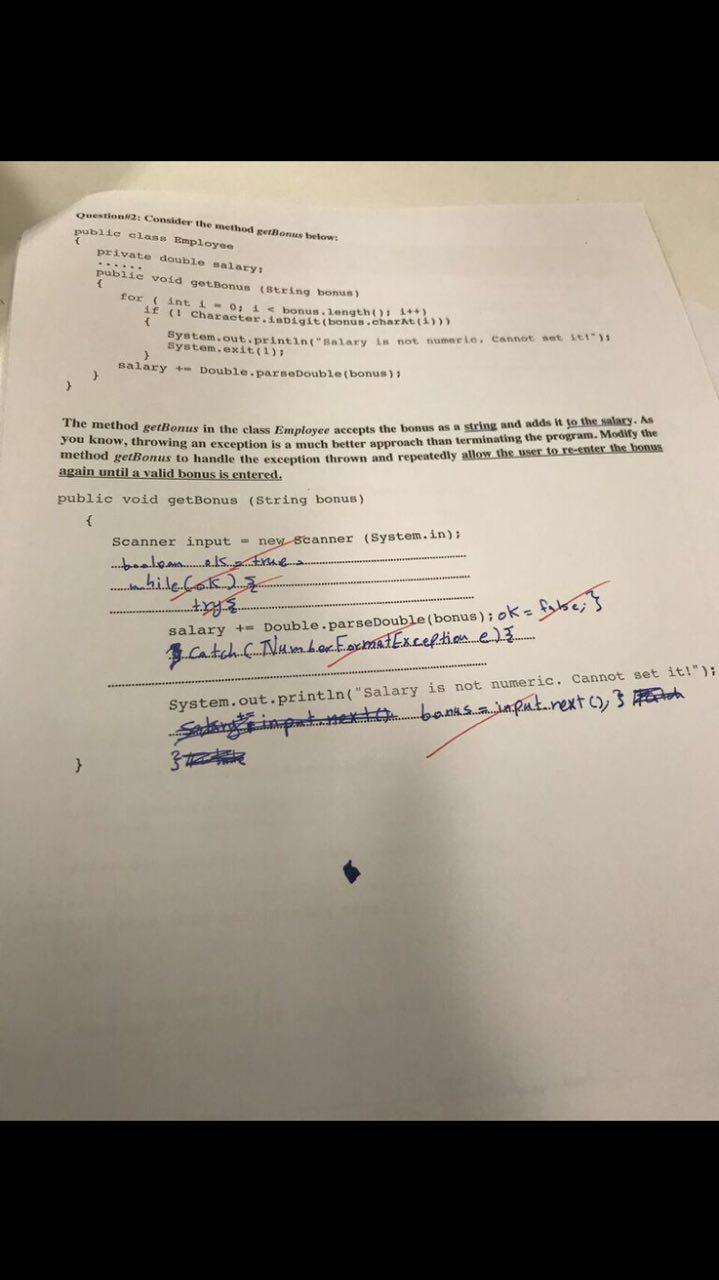 Question#2: Consider the method getBonus below:
public class Employee
{
private double salary;
......
public void getBonus (String bonus)
{
for ( int i = 0; i < bonus.length(); i++)
if (! Character.isDigit(bonus.charAt(i)))
{
System.out.println("Salary is not numeric. Cannot set it!");
System.exit(1);
}
salary += Double.parseDouble(bonus);
}
}
The method getBonus in the class Employee accepts the bonus as a string and adds it to the salary. As
you know, throwing an exception is a much better approach than terminating the program. Modify the
method getBonus to handle the exception thrown and repeatedly allow the user to re-enter the bonus
again until a valid bonus is entered.
public void getBonus (String bonus)
{
Scanner input = new Scanner (System.in);
boolean ok = true;
while(ok) {
try{
salary += Double.parseDouble(bonus); ok = false; }
catch ( NumberFormatException e) {
System.out.println("Salary is not numeric. Cannot set it!");
bonus = input.next(); }
}
}